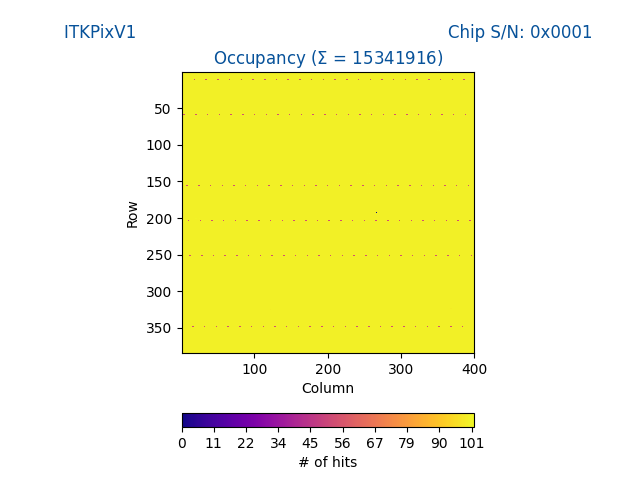 ITKPixV1
Chip S/N: 0x0001
Occupancy (Σ = 15341916)
50
100
150
200
250
300
350
Row
100 200 300 400
Column
0 11 22 34 45 56 67 79 90 101
# of hits